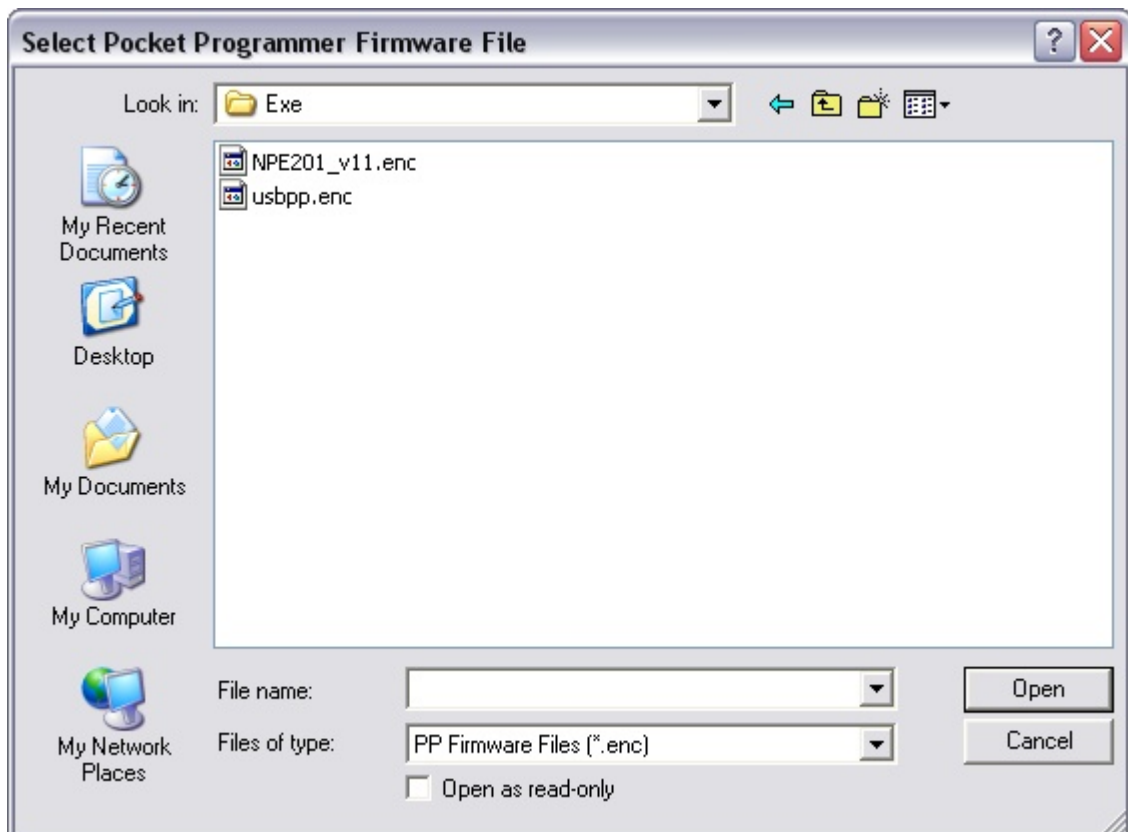 Select Pocket Programmer Firmware File
Look in: Exe
NPE201_v11.enc
usbpp.enc
My Recent
Documents
Desktop
My Documents
My Computer
My Network
Places
File name:
Open
Files of type: PP Firmware Files (*.enc)
Cancel
Open as read-only